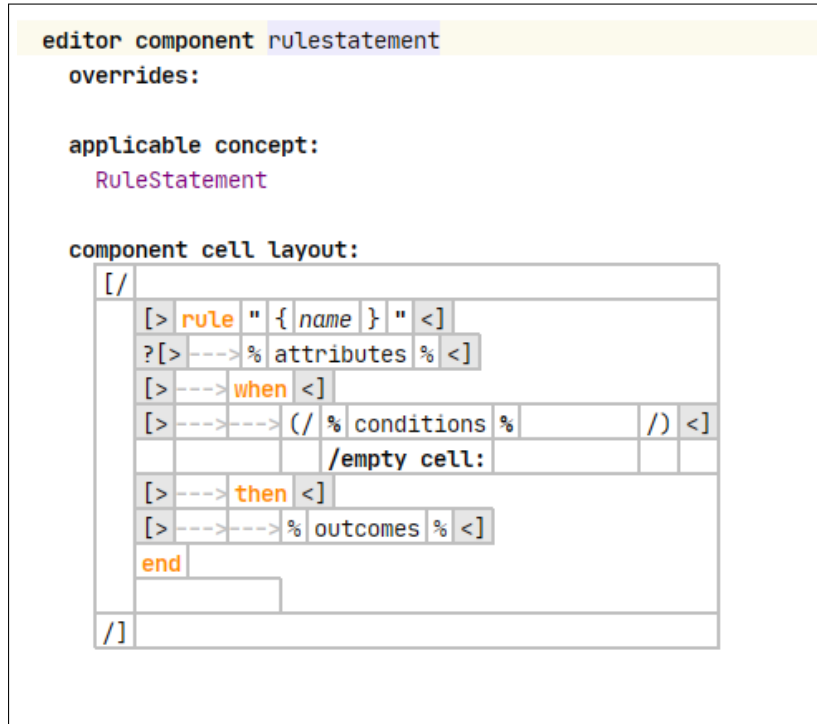 editor component rulestatement
overrides:
applicable concept:
RuleStatement
component cell layout:
[/
[> rule " { name } " <]
?[> ---> % attributes % <]
[> ---> when <]
[> ---> ---> (/ % conditions % /) <]
/empty cell:
[> ---> then <]
[> ---> ---> % outcomes % <]
end
/]